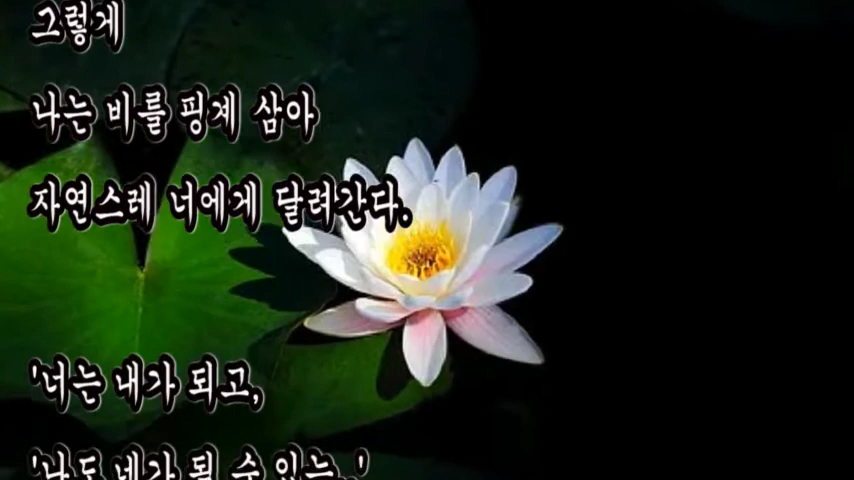 그렇게
나는 비를 핑계 삼아
자연스레 너에게 달려간다.
'너는 내가 되고,
'나도 네가 될 수 있는..'